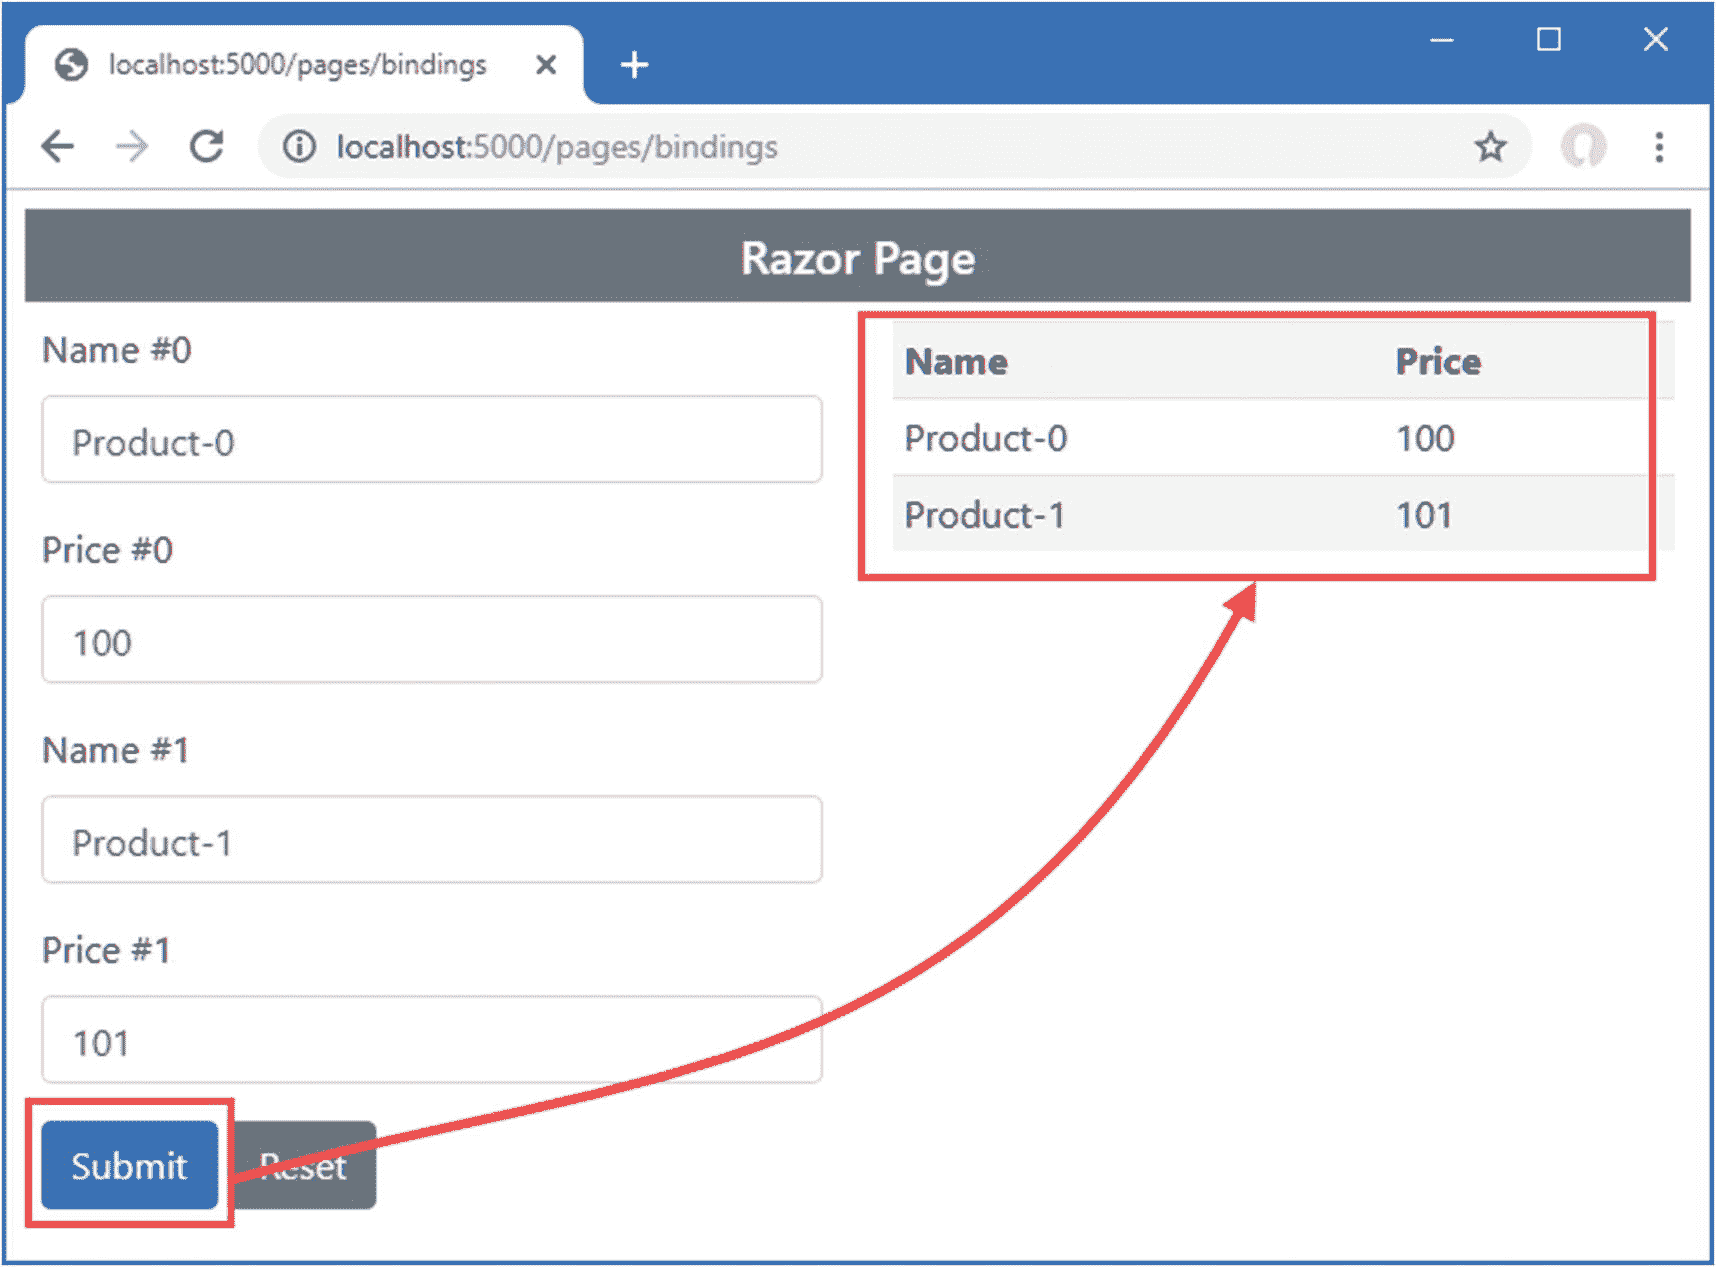 localhost:5000/pages/bindings
localhost:5000/pages/bindings
Razor Page
Name #0
Product-0
Price #0
100
Name #1
Product-1
Price #1
101
Submit Reset
Name Price
Product-0 100
Product-1 101